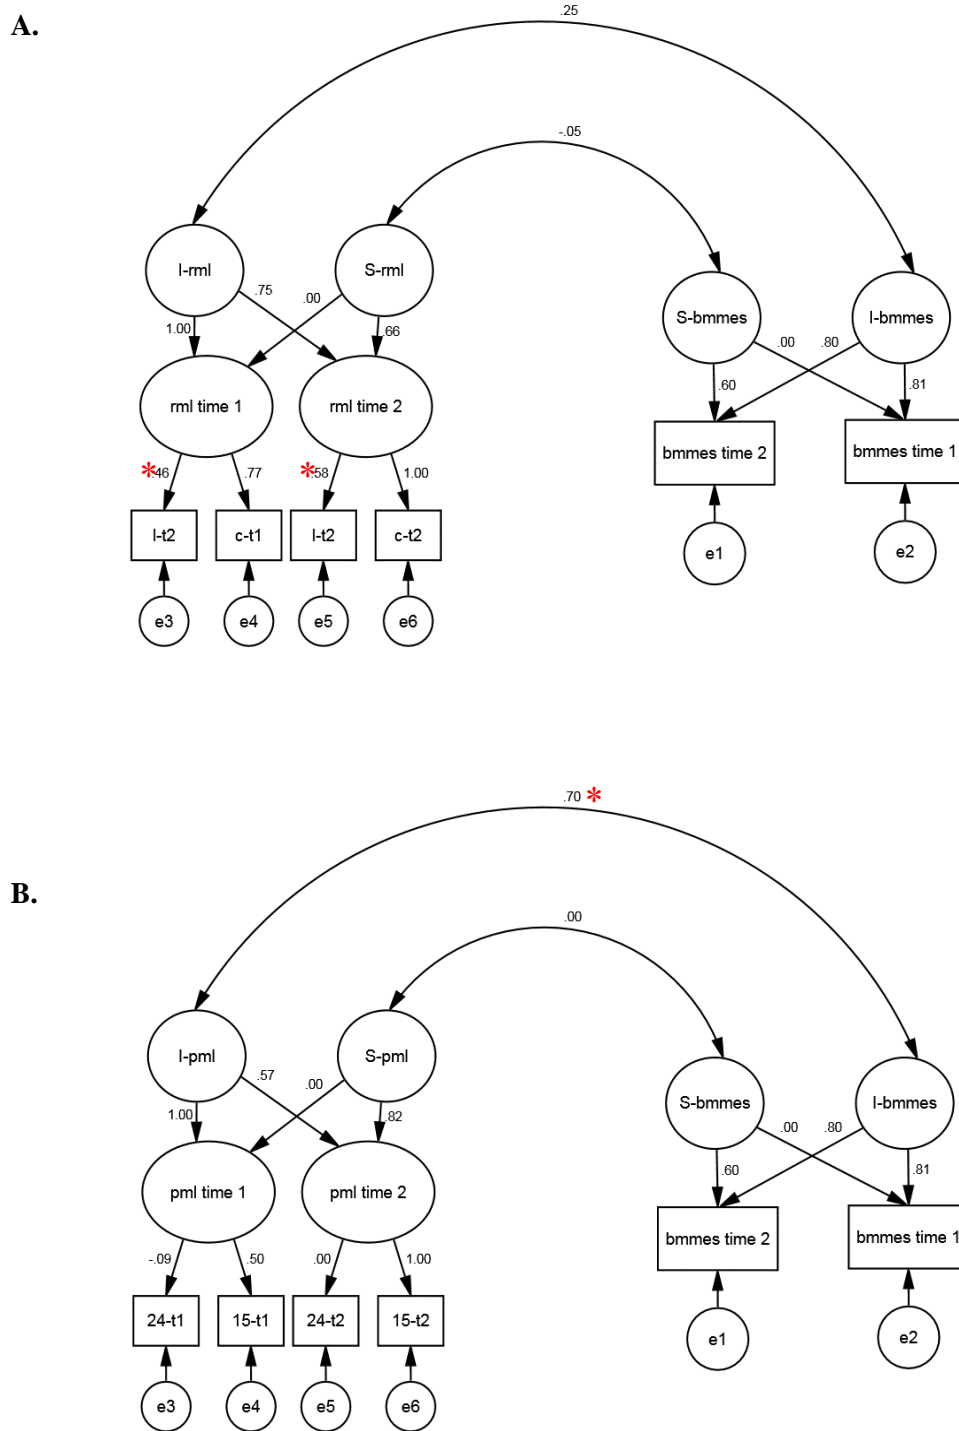 A.
.25
-.05
I-rml
S-rml
.75
.00
1.00
.66
S-bmmes
I-bmmes
.00
.80
.60
.81
rml time 1
rml time 2
bmmes time 2
bmmes time 1
*.46
.77
*.58
1.00
l-t2
c-t1
l-t2
c-t2
e1
e2
e3
e4
e5
e6
.70 *
B.
.00
I-pml
S-pml
.57
.00
1.00
.82
S-bmmes
I-bmmes
.00
.80
.60
.81
pml time 1
pml time 2
bmmes time 2
bmmes time 1
-.09
.50
.00
1.00
24-t1
15-t1
24-t2
15-t2
e1
e2
e3
e4
e5
e6